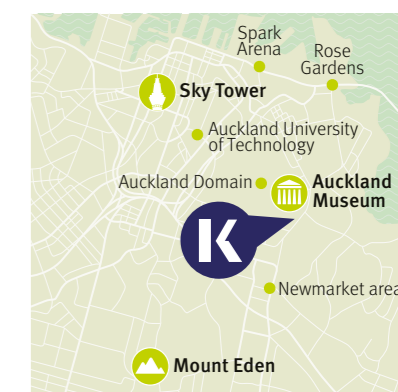 Spark
Arena
Rose
Gardens
Sky Tower
Auckland University
of Technology
Auckland Domain
Auckland
Museum
K
Newmarket area
Mount Eden